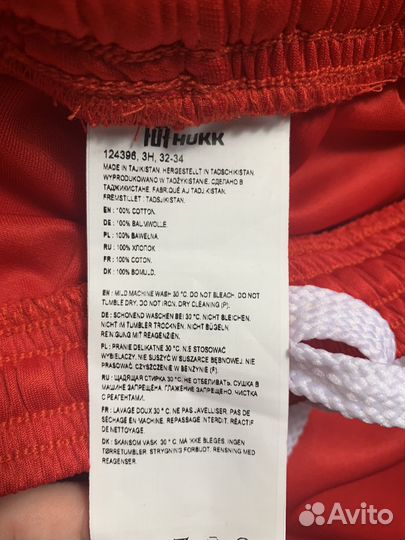 HUKK
124396, 3H, 32-34
MADE IN TAJIKISTAN. HERGESTELLT IN TADSCHIKISTAN.
WYPRODUKOWANO W TADŻYKISTANIE. СДЕЛАНО В
ТАДЖИКИСТАНЕ. FABRIQUÉ AU TADJIKISTAN.
FREMSTILLET: TADSJIKISTAN.
EN : 100% COTTON.
DE : 100% BAUMWOLLE.
PL : 100% BAWEŁNA.
RU : 100% ХЛОПОК
FR : 100% COTON.
DK : 100% BOMULD.
EN : MILD MACHINE WASH 30 °C. DO NOT BLEACH. DO NOT
TUMBLE DRY. DO NOT IRON. DRY CLEANING (P).
DE : SCHONEND WASCHEN BEI 30 °C. NICHT BLEICHEN.
NICHT IM TUMBLER TROCKNEN. NICHT BÜGELN.
REINIGUNG MIT REAGENZIEN.
PL : PRANIE DELIKATNE 30 °C. NIE STOSOWAĆ
WYBIELACZY. NIE SUSZYĆ W SUSZARCE BĘBNOWEJ. NIE
PRASOWAĆ. CZYSZCZENIE W BENZYNIE (F).
RU : ЩАДЯЩАЯ СТИРКА 30 °C. НЕ ОТБЕЛИВАТЬ. СУШКА В
МАШИНЕ ЗАПРЕЩЕНА. ГЛАЖЕНИЕ ЗАПРЕЩЕНО. ЧИСТКА
С РЕАГЕНТАМИ.
FR : LAVAGE DOUX 30 °C. NE PAS JAVELLISER. PAS DE
SÉCHAGE EN MACHINE. REPASSAGE INTERDIT. RÉACTIF
DE NETTOYAGE.
DK : SKÅNSOM VASK 30 °C. MÅ IKKE BLEGES. INGEN
TØRRETUMBLER. STRYGNING FORBUDT. RENSNING MED
REAGENSER.
Avito